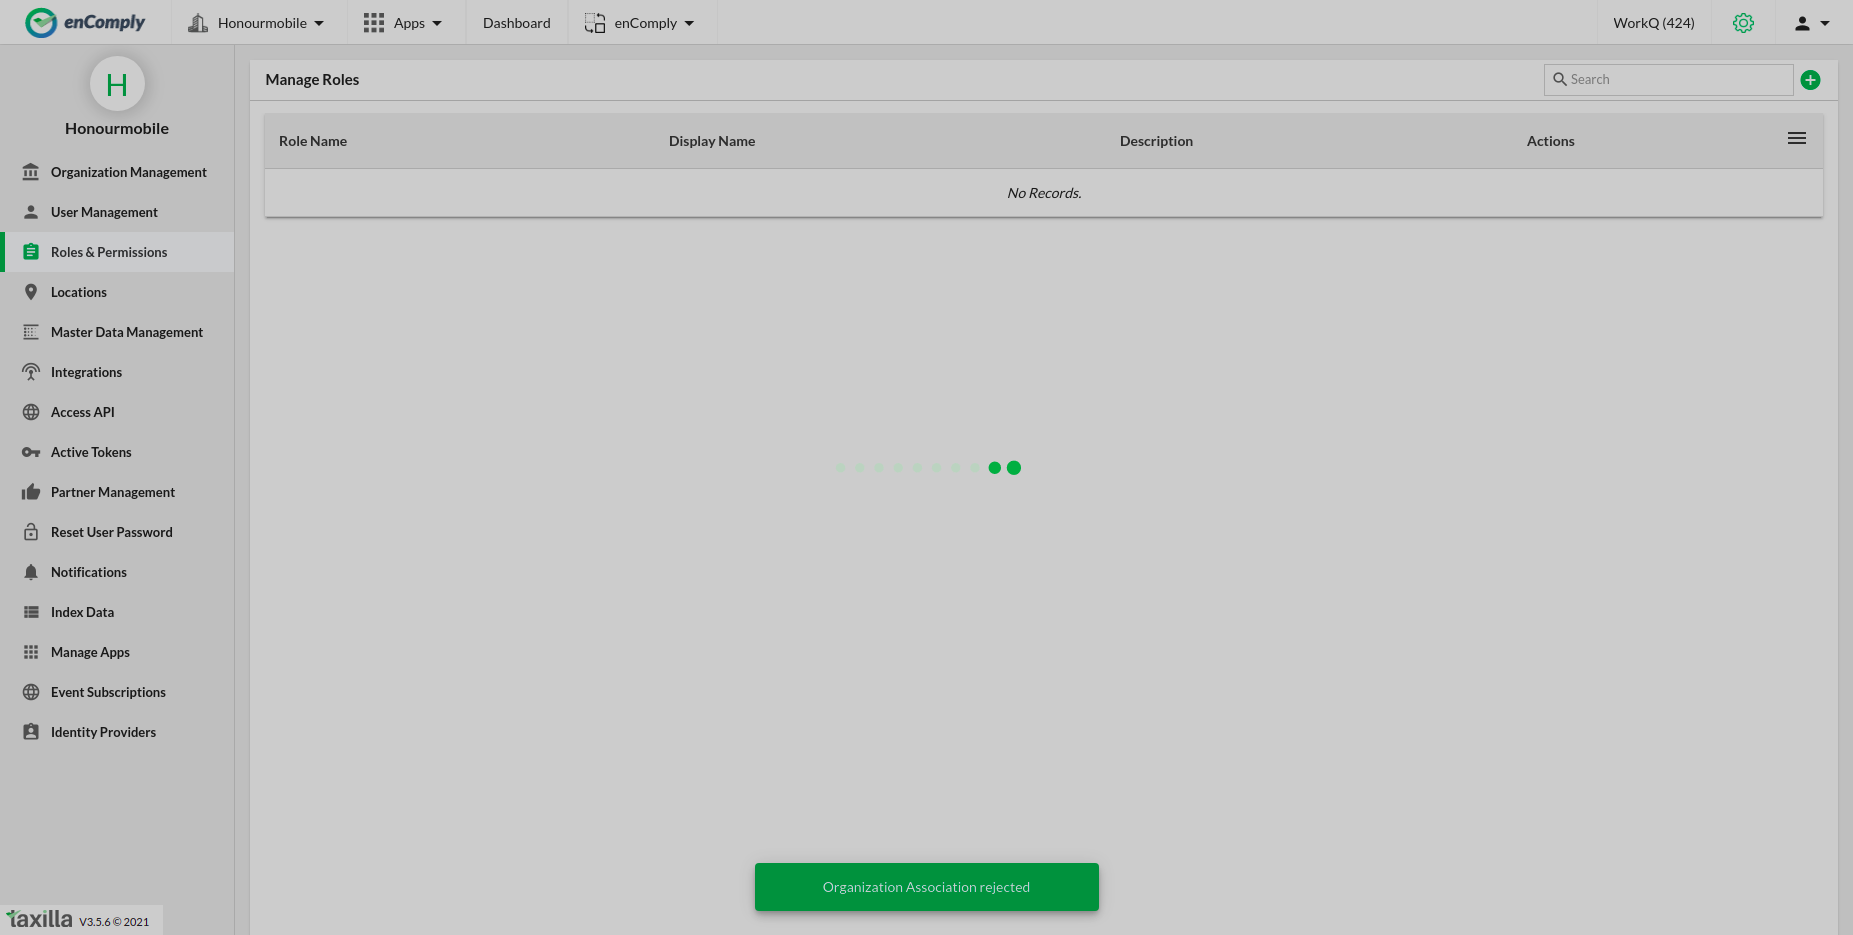 enComply
Honourmobile
Apps
Dashboard
enComply
WorkQ (424)
H
Honourmobile
Organization Management
User Management
Roles & Permissions
Locations
Master Data Management
Integrations
Access API
Active Tokens
Partner Management
Reset User Password
Notifications
Index Data
Manage Apps
Event Subscriptions
Identity Providers
Manage Roles
Search
Role Name Display Name Description Actions
No Records.
Organization Association rejected
taxilla V3.5.6 © 2021